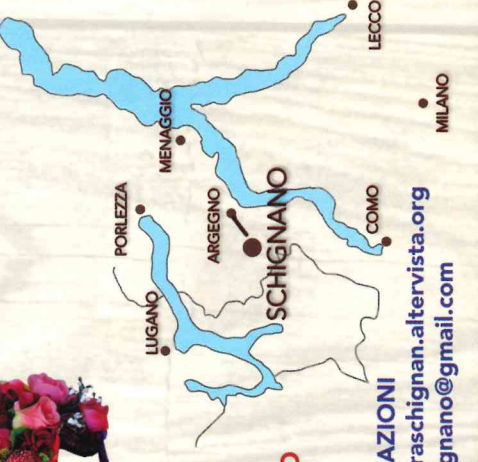 LECCO
MILANO
MENAGGIO
PORLEZZA
ARGEGNO
COMO
SCHIGNANO
LUGANO
AZIONI
raschignan.altervista.org
gnano@gmail.com
O